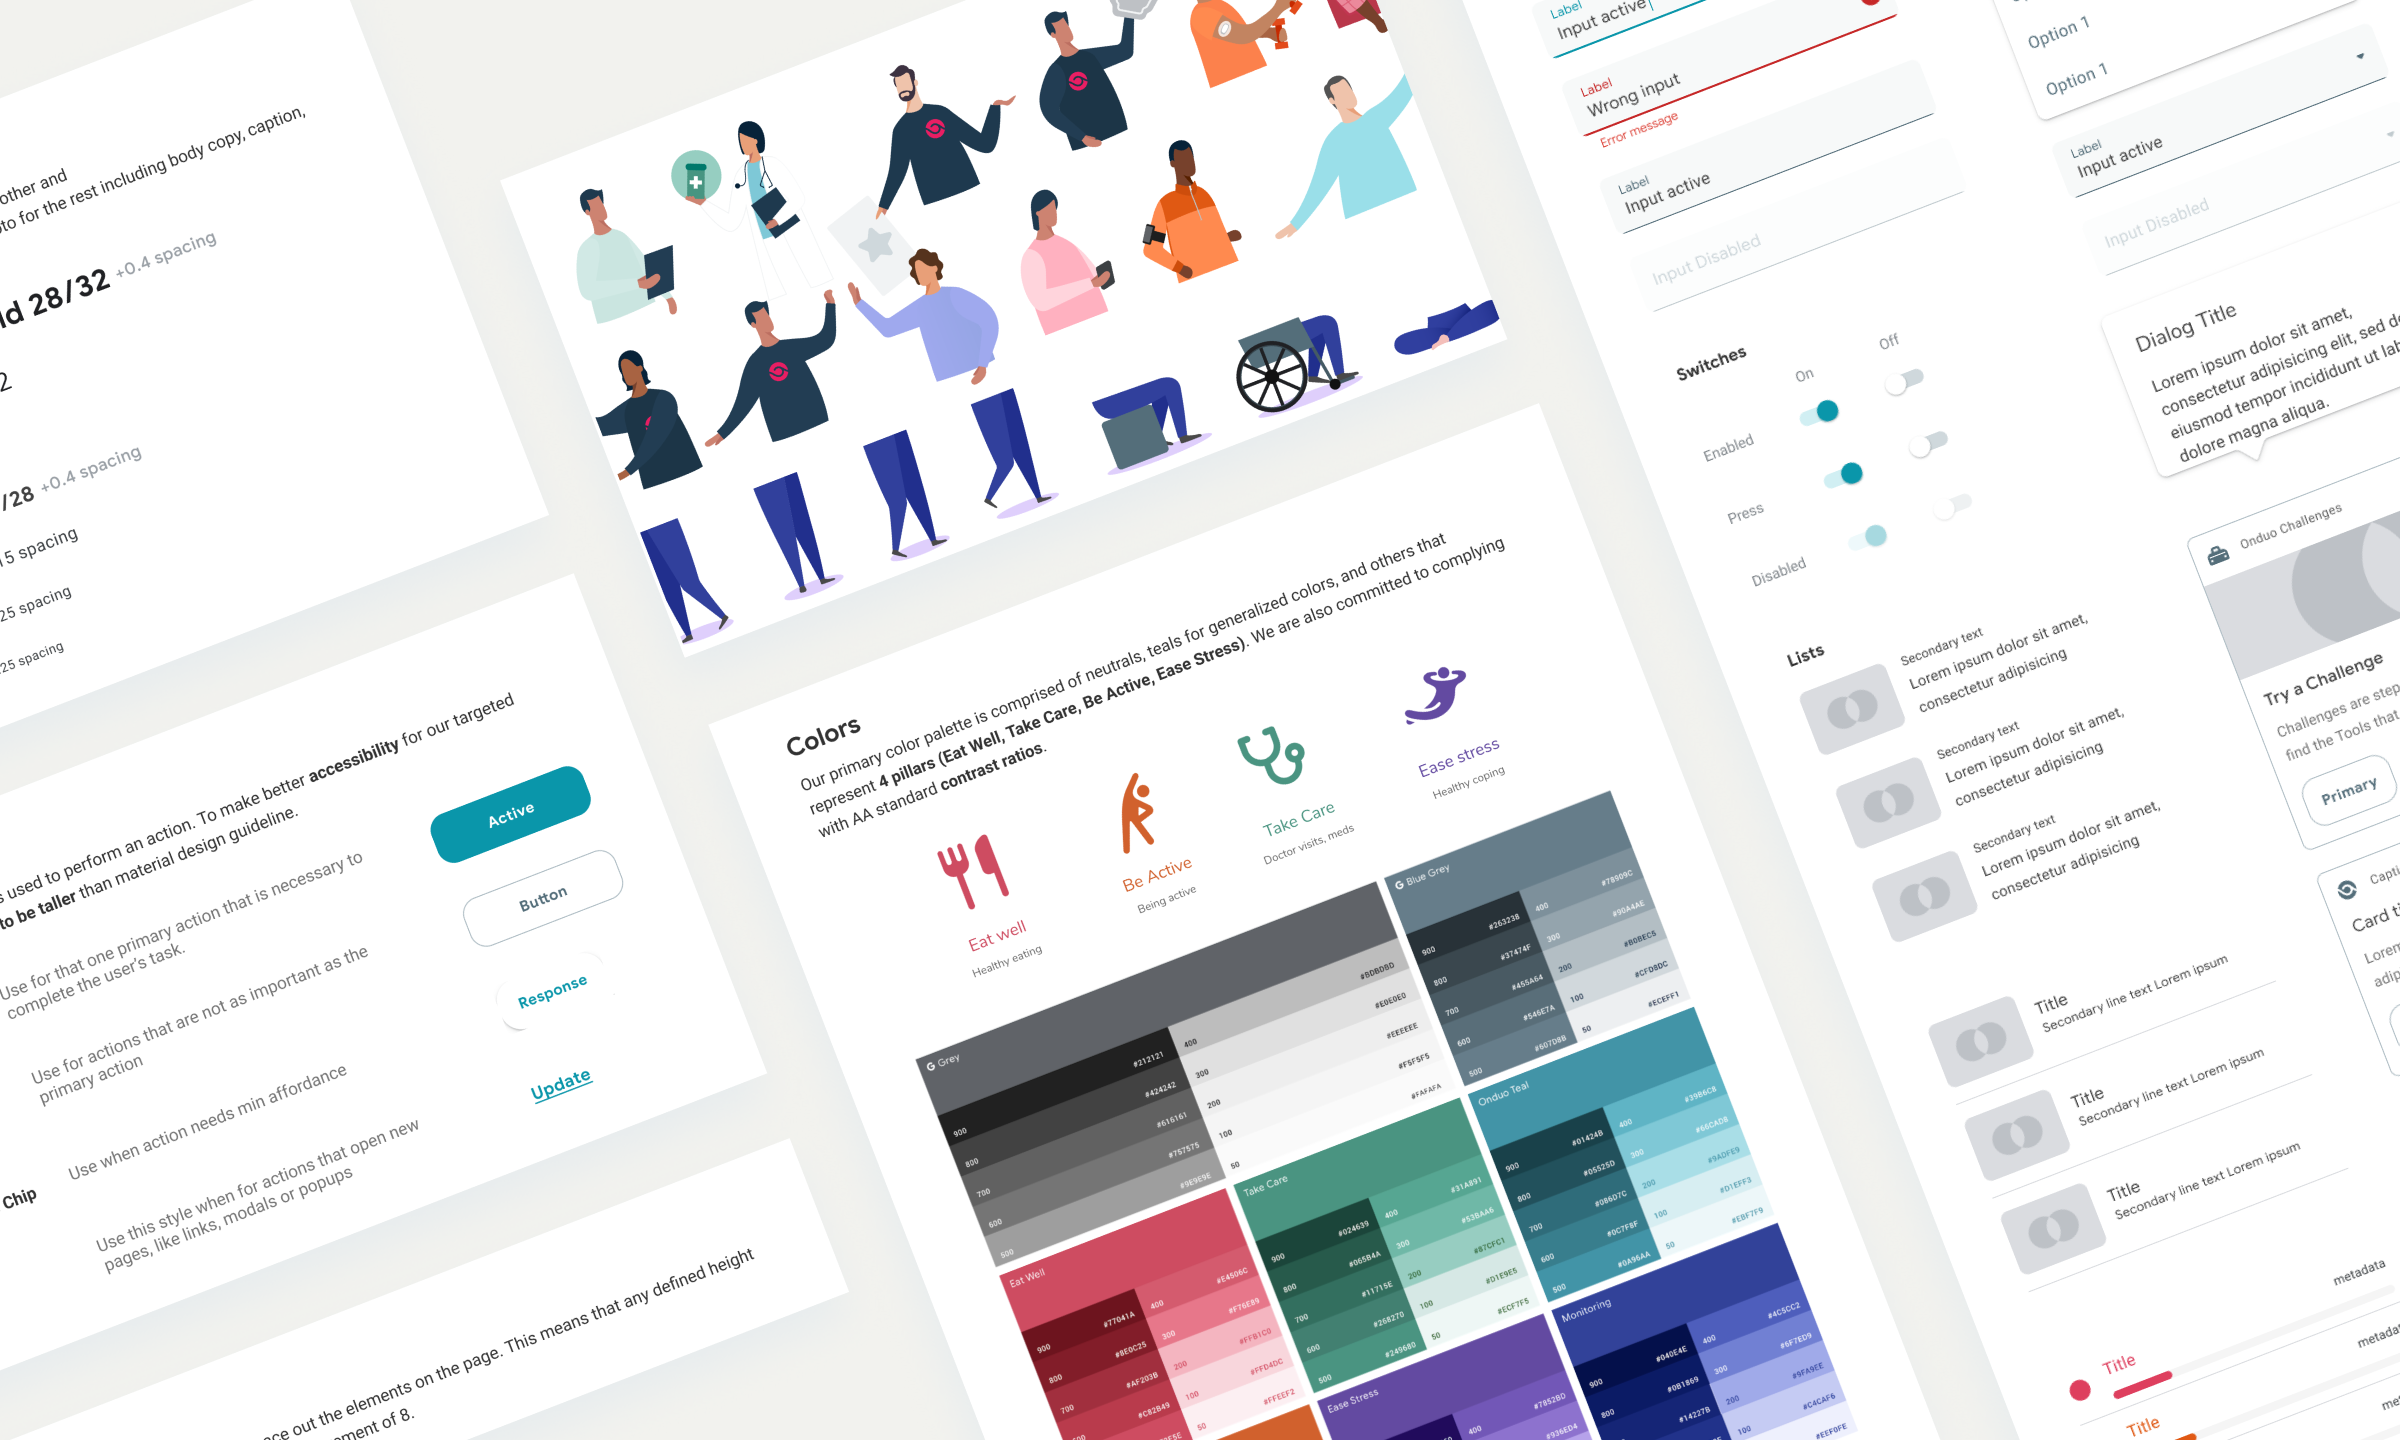 other and
oto for the rest including body copy, caption,
ld 28/32 +0.4 spacing
2
/28 +0.4 spacing
15 spacing
25 spacing
25 spacing
s used to perform an action. To make better accessibility for our targeted
to be taller than material design guideline.
Use for that one primary action that is necessary to
complete the user's task.
Use for actions that are not as important as the
primary action
Use when action needs min affordance
Chip
Use this style when for actions that open new
pages, like links, modals or popups
Active
Button
Response
Update
ace out the elements on the page. This means that any defined height
ement of 8.
Colors
Our primary color palette is comprised of neutrals, teals for generalized colors, and others that
represent 4 pillars (Eat Well, Take Care, Be Active, Ease Stress). We are also committed to complying
with AA standard contrast ratios.
Eat well
Healthy eating
Be Active
Being active
Take Care
Doctor visits, meds
Ease stress
Healthy coping
G Grey
900 #212121
800 #424242
700 #616161
600 #757575
500 #9E9E9E
400 #BDBDBD
300 #E0E0E0
200 #EEEEEE
100 #F5F5F5
50 #FAFAFA
G Blue Grey
900 #263238
800 #37474F
700 #455A64
600 #546E7A
500 #607D8B
400 #78909C
300 #90A4AE
200 #B0BEC5
100 #CFD8DC
50 #ECEFF1
Eat Well
900 #77041A
800 #8E0C25
700 #AF203B
600 #C82B49
400 #E4506C
300 #F76E89
200 #FFB1C0
100 #FFD4DC
50 #FFEEF2
Take Care
900 #024639
800 #065B4A
700 #11715E
600 #268270
500 #249680
400 #31A891
300 #53BAA6
200 #87CFC1
100 #D1E9E5
50 #ECF7F5
Onduo Teal
900 #01424B
800 #05525D
700 #086D7C
600 #0C7F8F
500 #0A96AA
400 #39B6C8
300 #66CAD8
200 #9ADFE9
100 #D1EFF3
50 #EBF7F9
Ease Stress
400 #7852BD
#936ED4
Monitoring
900 #040E4E
800 #0B1869
700 #14227B
400 #4C5CC2
300 #6F7ED9
200 #9FA9EE
100 #C4CAF6
50 #EEF0FE
Label
Input active
Label
Wrong input
Error message
Label
Input active
Input Disabled
Option 1
Option 1
Label
Input active
Input Disabled
Switches
On
Off
Enabled
Press
Disabled
Dialog Title
Lorem ipsum dolor sit amet,
consectetur adipisicing elit, sed do
eiusmod tempor incididunt ut lab
dolore magna aliqua.
Lists
Secondary text
Lorem ipsum dolor sit amet,
consectetur adipisicing
Secondary text
Lorem ipsum dolor sit amet,
consectetur adipisicing
Secondary text
Lorem ipsum dolor sit amet,
consectetur adipisicing
Title
Secondary line text Lorem ipsum
Title
Secondary line text Lorem ipsum
Title
Secondary line text Lorem ipsum
Onduo Challenges
Try a Challenge
Challenges are step
find the Tools that
Primary
Capti
Card ti
Lorem
adip
metadata
Title
metadat
Title
me